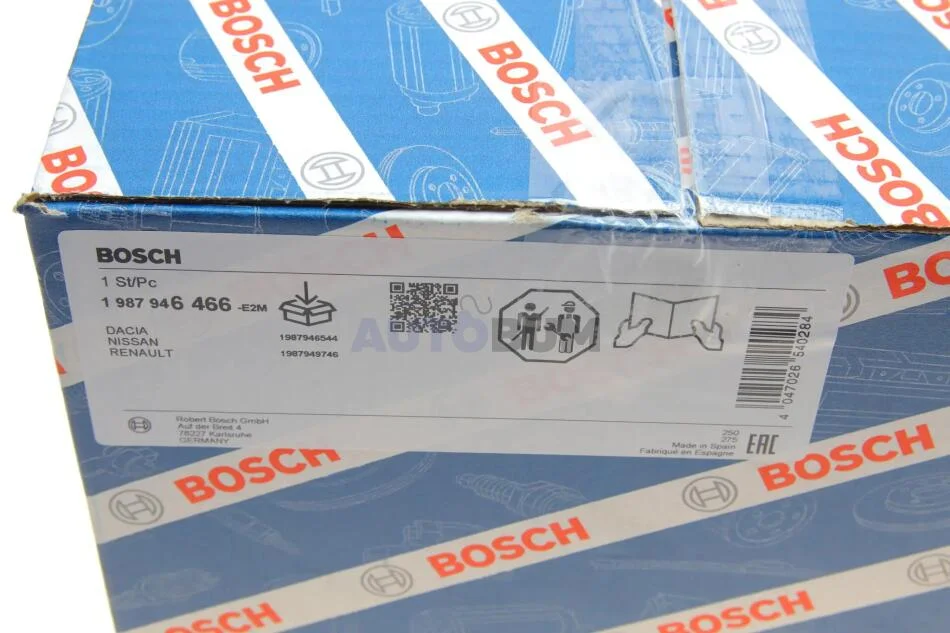 BOSCH
BOSCH
BOSCH
BOSCH
BOSCH
BOSCH
1 St/Pc
1 987 946 466 -E2M
DACIA
NISSAN
RENAULT
1987946544
1987949746
AUTOBUM
4 047026 540284
Robert Bosch GmbH
Auf der Breit 4
76227 Karlsruhe
GERMANY
250
275
Made in Spain
Fabriqué en Espagne
EAC
BOSCH
BOSCH
BOSCH
BOSCH
BOSCH